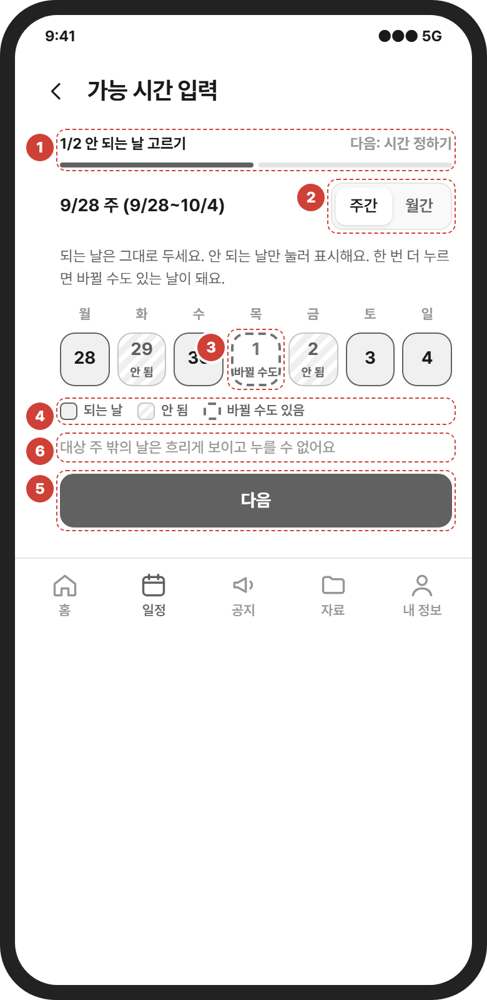 9:41
5G
가능 시간 입력
1
1/2 안 되는 날 고르기
다음: 시간 정하기
9/28 주 (9/28~10/4)
2
주간
월간
되는 날은 그대로 두세요. 안 되는 날만 눌러 표시해요. 한 번 더 누르
면 바뀔 수도 있는 날이 돼요.
월 화 수 목 금 토 일
28
29
안 됨
3
1
바뀔 수도
2
안 됨
3
4
4
되는 날
안 됨
바뀔 수도 있음
6
대상 주 밖의 날은 흐리게 보이고 누를 수 없어요
5
다음
홈
일정
공지
자료
내 정보